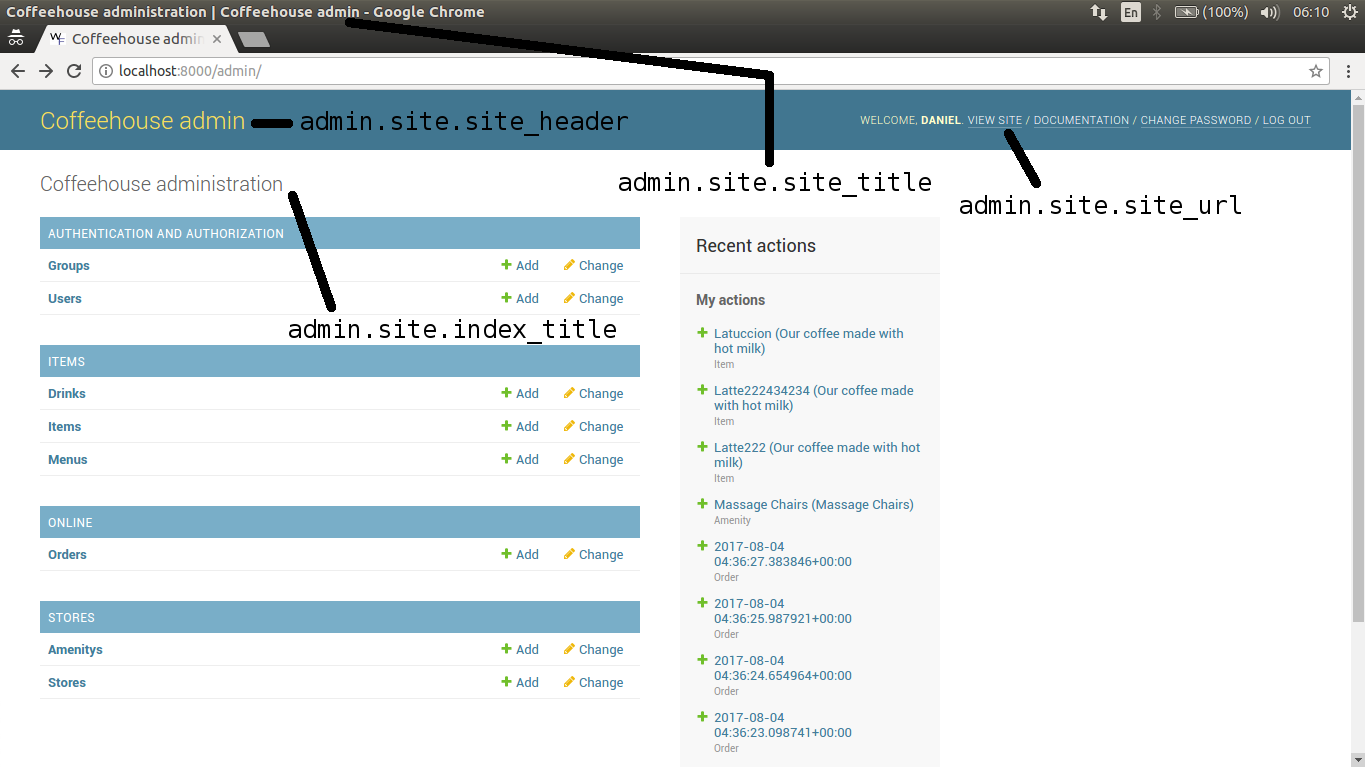 Coffeehouse administration | Coffeehouse admin - Google Chrome
En (100%) 06:10
Coffeehouse admin
localhost:8000/admin/
Coffeehouse admin admin.site.site_header WELCOME, DANIEL. VIEW SITE / DOCUMENTATION / CHANGE PASSWORD / LOG OUT
Coffeehouse administration
admin.site.site_title
admin.site.site_url
AUTHENTICATION AND AUTHORIZATION
Groups Add Change
Users Add Change
admin.site.index_title
ITEMS
Drinks Add Change
Items Add Change
Menus Add Change
ONLINE
Orders Add Change
STORES
Amenitys Add Change
Stores Add Change
Recent actions
My actions
Latuccion (Our coffee made with
hot milk)
Item
Latte222434234 (Our coffee made
with hot milk)
Item
Latte222 (Our coffee made with hot
milk)
Item
Massage Chairs (Massage Chairs)
Amenity
2017-08-04
04:36:27.383846+00:00
Order
2017-08-04
04:36:25.987921+00:00
Order
2017-08-04
04:36:24.654964+00:00
Order
2017-08-04
04:36:23.098741+00:00
Order